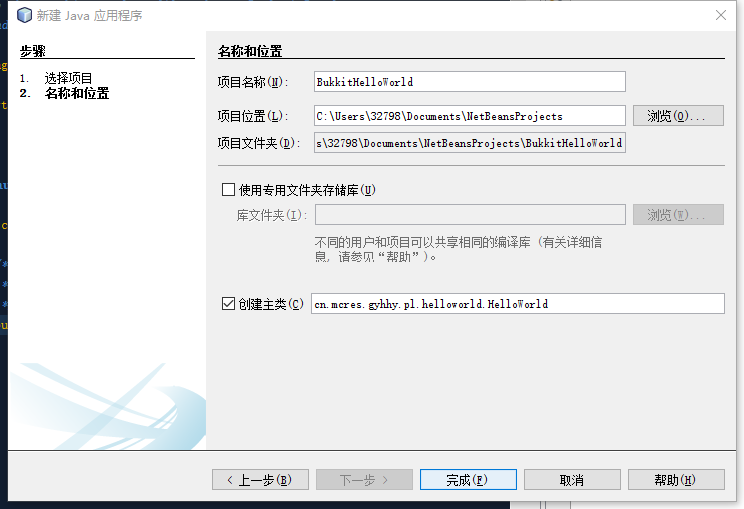 新建 Java 应用程序
步骤
1. 选择项目
2. 名称和位置
名称和位置
项目名称(N): BukkitHelloWorld
项目位置(L): C:\Users\32798\Documents\NetBeansProjects 浏览(O)...
项目文件夹(D): s\32798\Documents\NetBeansProjects\BukkitHelloWorld
使用专用文件夹存储库(U)
库文件夹(I): 浏览(W)...
不同的用户和项目可以共享相同的编译库 (有关详细信
息, 请参见“帮助”)。
创建主类(C) cn.mcres.gyhhy.pl.helloworld.HelloWorld
< 上一步(B) 下一步 > 完成(F) 取消 帮助(H)